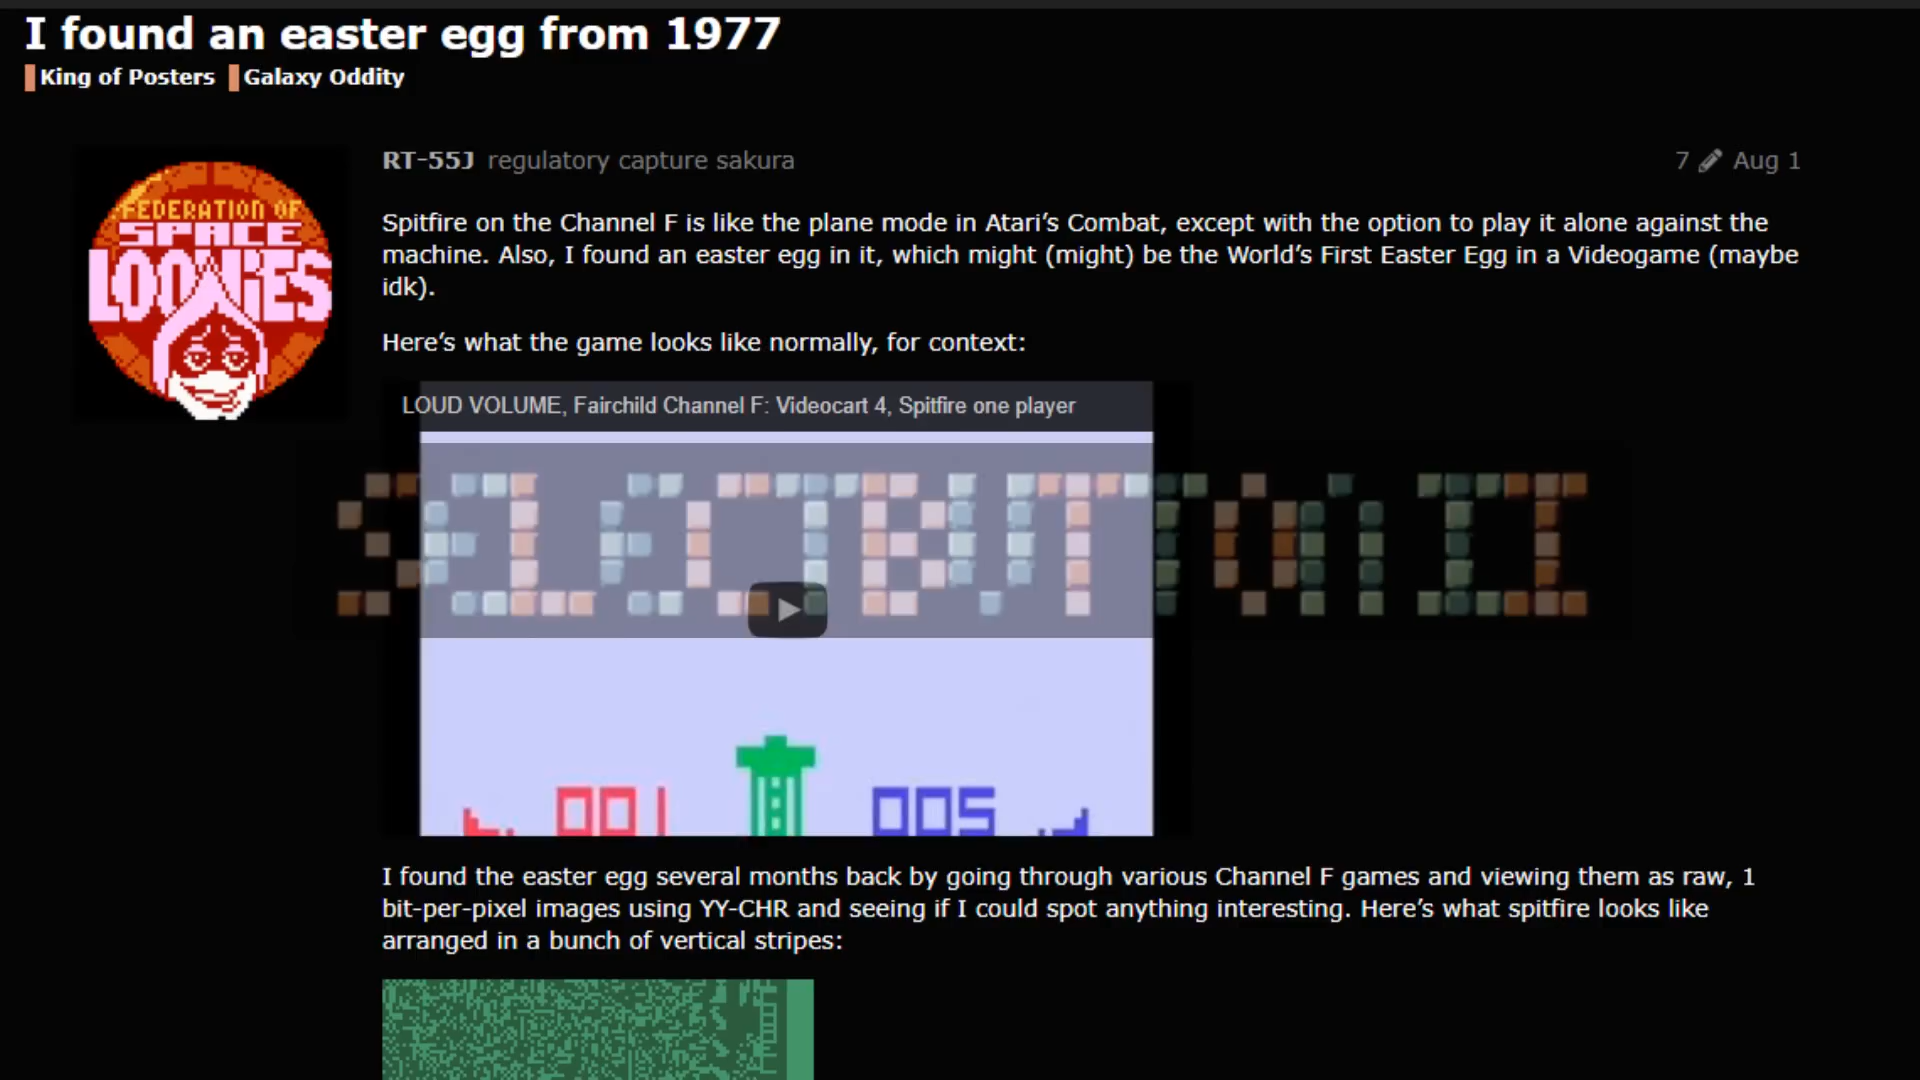 I found an easter egg from 1977
King of Posters Galaxy Oddity
RT-55J regulatory capture sakura 7 Aug 1
FEDERATION OF
SPACE
LOONIES
Spitfire on the Channel F is like the plane mode in Atari’s Combat, except with the option to play it alone against the
machine. Also, I found an easter egg in it, which might (might) be the World’s First Easter Egg in a Videogame (maybe
idk).
Here’s what the game looks like normally, for context:
LOUD VOLUME, Fairchild Channel F: Videocart 4, Spitfire one player
SELECTBUTTON II
001 005
I found the easter egg several months back by going through various Channel F games and viewing them as raw, 1
bit-per-pixel images using YY-CHR and seeing if I could spot anything interesting. Here’s what spitfire looks like
arranged in a bunch of vertical stripes: